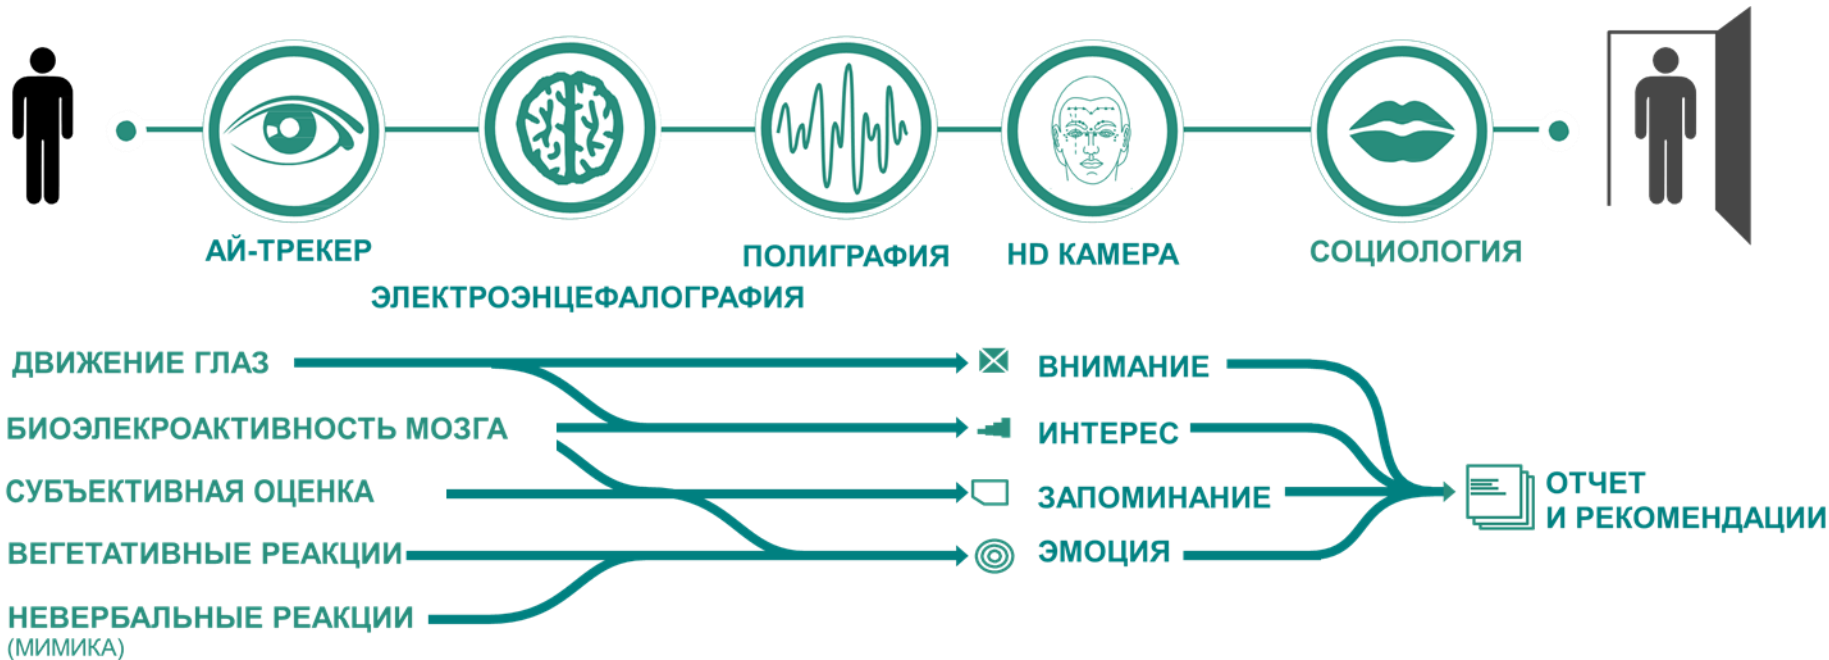 АЙ-ТРЕКЕР
ЭЛЕКТРОЭНЦЕФАЛОГРАФИЯ
ПОЛИГРАФИЯ
HD КАМЕРА
СОЦИОЛОГИЯ
ДВИЖЕНИЕ ГЛАЗ
БИОЭЛЕКРОАКТИВНОСТЬ МОЗГА
СУБЪЕКТИВНАЯ ОЦЕНКА
ВЕГЕТАТИВНЫЕ РЕАКЦИИ
НЕВЕРБАЛЬНЫЕ РЕАКЦИИ
(МИМИКА)
ВНИМАНИЕ
ИНТЕРЕС
ЗАПОМИНАНИЕ
ЭМОЦИЯ
ОТЧЕТ
И РЕКОМЕНДАЦИИ